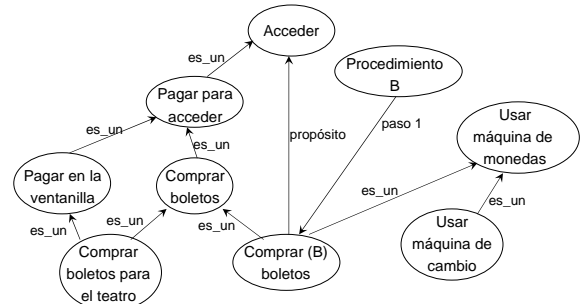 Acceder
es_un
Procedimiento
B
Pagar para
acceder
propósito
paso 1
Usar
máquina de
monedas
es_un
es_un
Pagar en la
ventanilla
Comprar
boletos
es_un
es_un
es_un
es_un
es_un
Comprar
boletos para
el teatro
Comprar (B)
boletos
Usar
máquina de
cambio